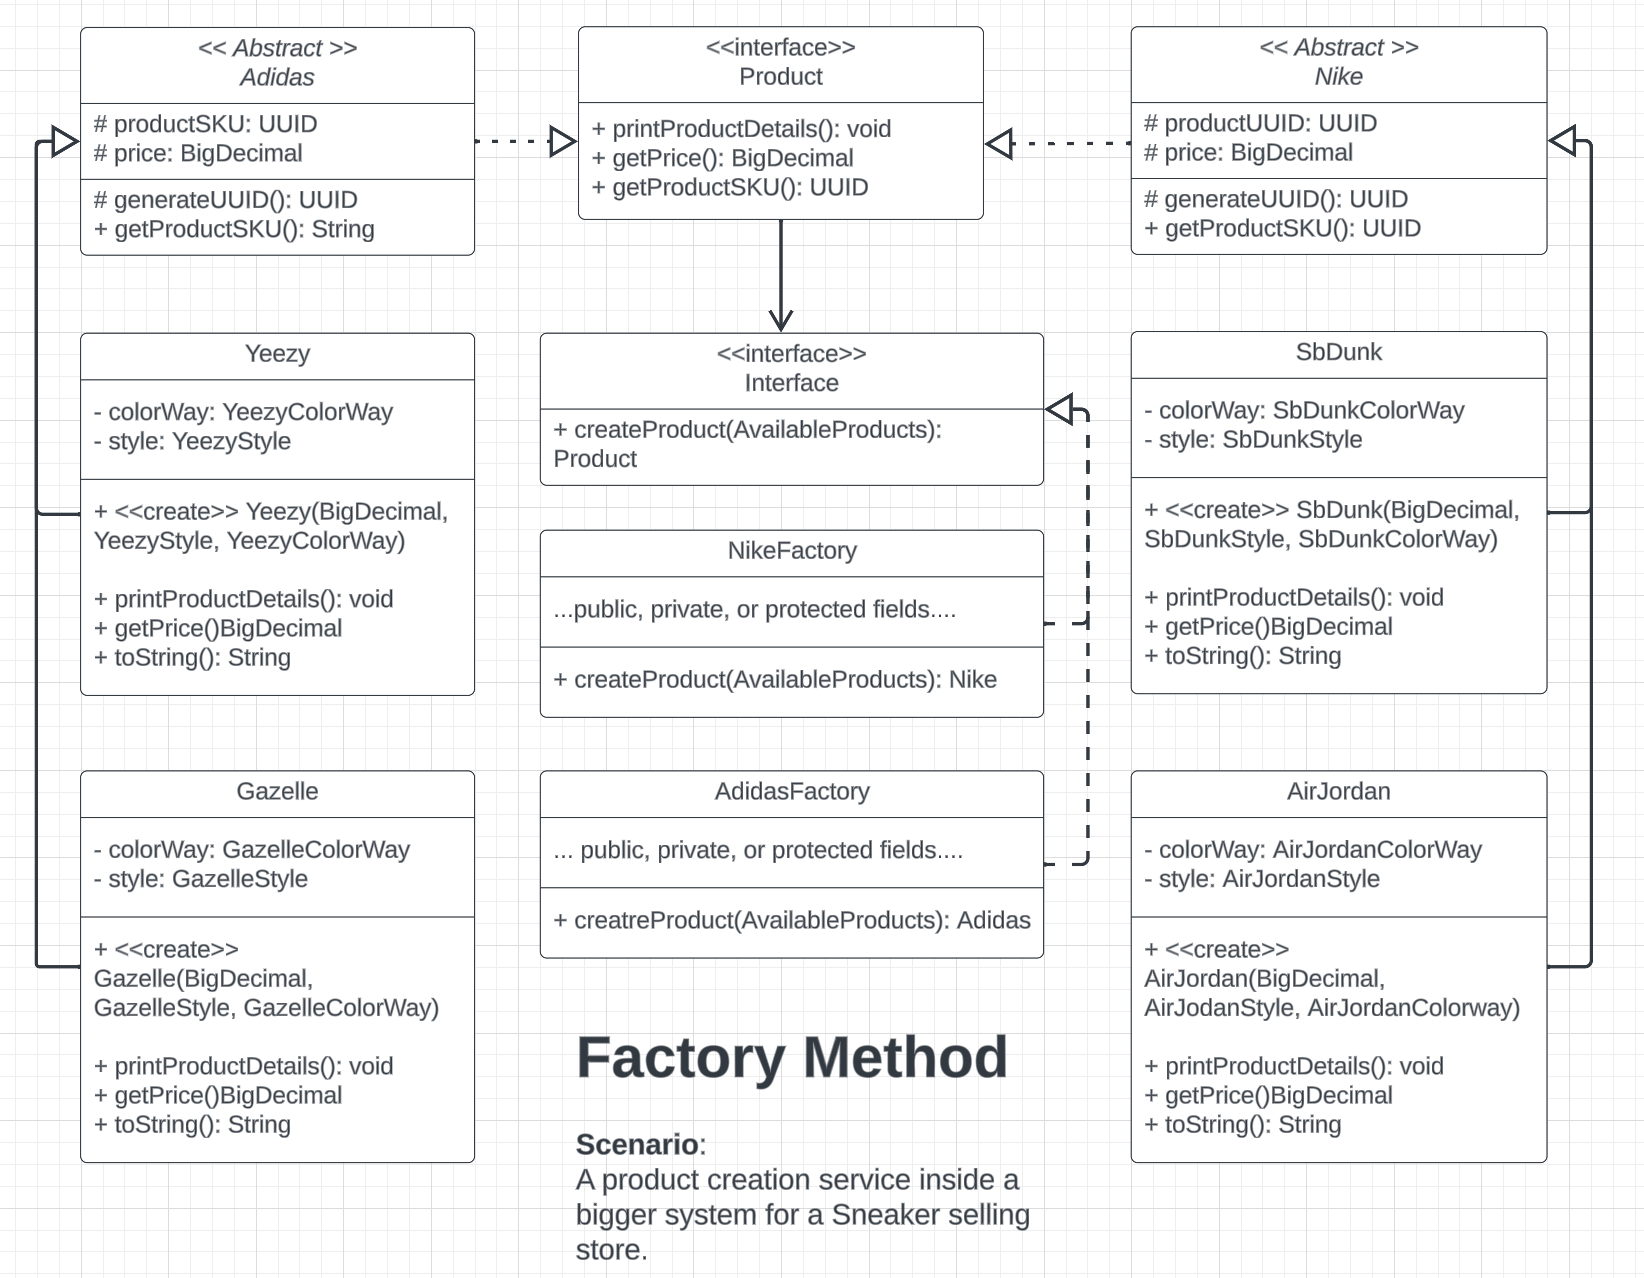 << Abstract >>
Adidas
# productSKU: UUID
# price: BigDecimal
# generateUUID(): UUID
+ getProductSKU(): String
<<interface>>
Product
+ printProductDetails(): void
+ getPrice(): BigDecimal
+ getProductSKU(): UUID
<< Abstract >>
Nike
# productUUID: UUID
# price: BigDecimal
# generateUUID(): UUID
+ getProductSKU(): UUID
Yeezy
- colorWay: YeezyColorWay
- style: YeezyStyle
+ <<create>> Yeezy(BigDecimal,
YeezyStyle, YeezyColorWay)
+ printProductDetails(): void
+ getPrice()BigDecimal
+ toString(): String
<<interface>>
Interface
+ createProduct(AvailableProducts):
Product
NikeFactory
...public, private, or protected fields....
+ createProduct(AvailableProducts): Nike
SbDunk
- colorWay: SbDunkColorWay
- style: SbDunkStyle
+ <<create>> SbDunk(BigDecimal,
SbDunkStyle, SbDunkColorWay)
+ printProductDetails(): void
+ getPrice()BigDecimal
+ toString(): String
Gazelle
- colorWay: GazelleColorWay
- style: GazelleStyle
+ <<create>>
Gazelle(BigDecimal,
GazelleStyle, GazelleColorWay)
+ printProductDetails(): void
+ getPrice()BigDecimal
+ toString(): String
AdidasFactory
... public, private, or protected fields....
+ creatreProduct(AvailableProducts): Adidas
AirJordan
- colorWay: AirJordanColorWay
- style: AirJordanStyle
+ <<create>>
AirJordan(BigDecimal,
AirJodanStyle, AirJordanColorway)
+ printProductDetails(): void
+ getPrice()BigDecimal
+ toString(): String
Factory Method
Scenario:
A product creation service inside a
bigger system for a Sneaker selling
store.